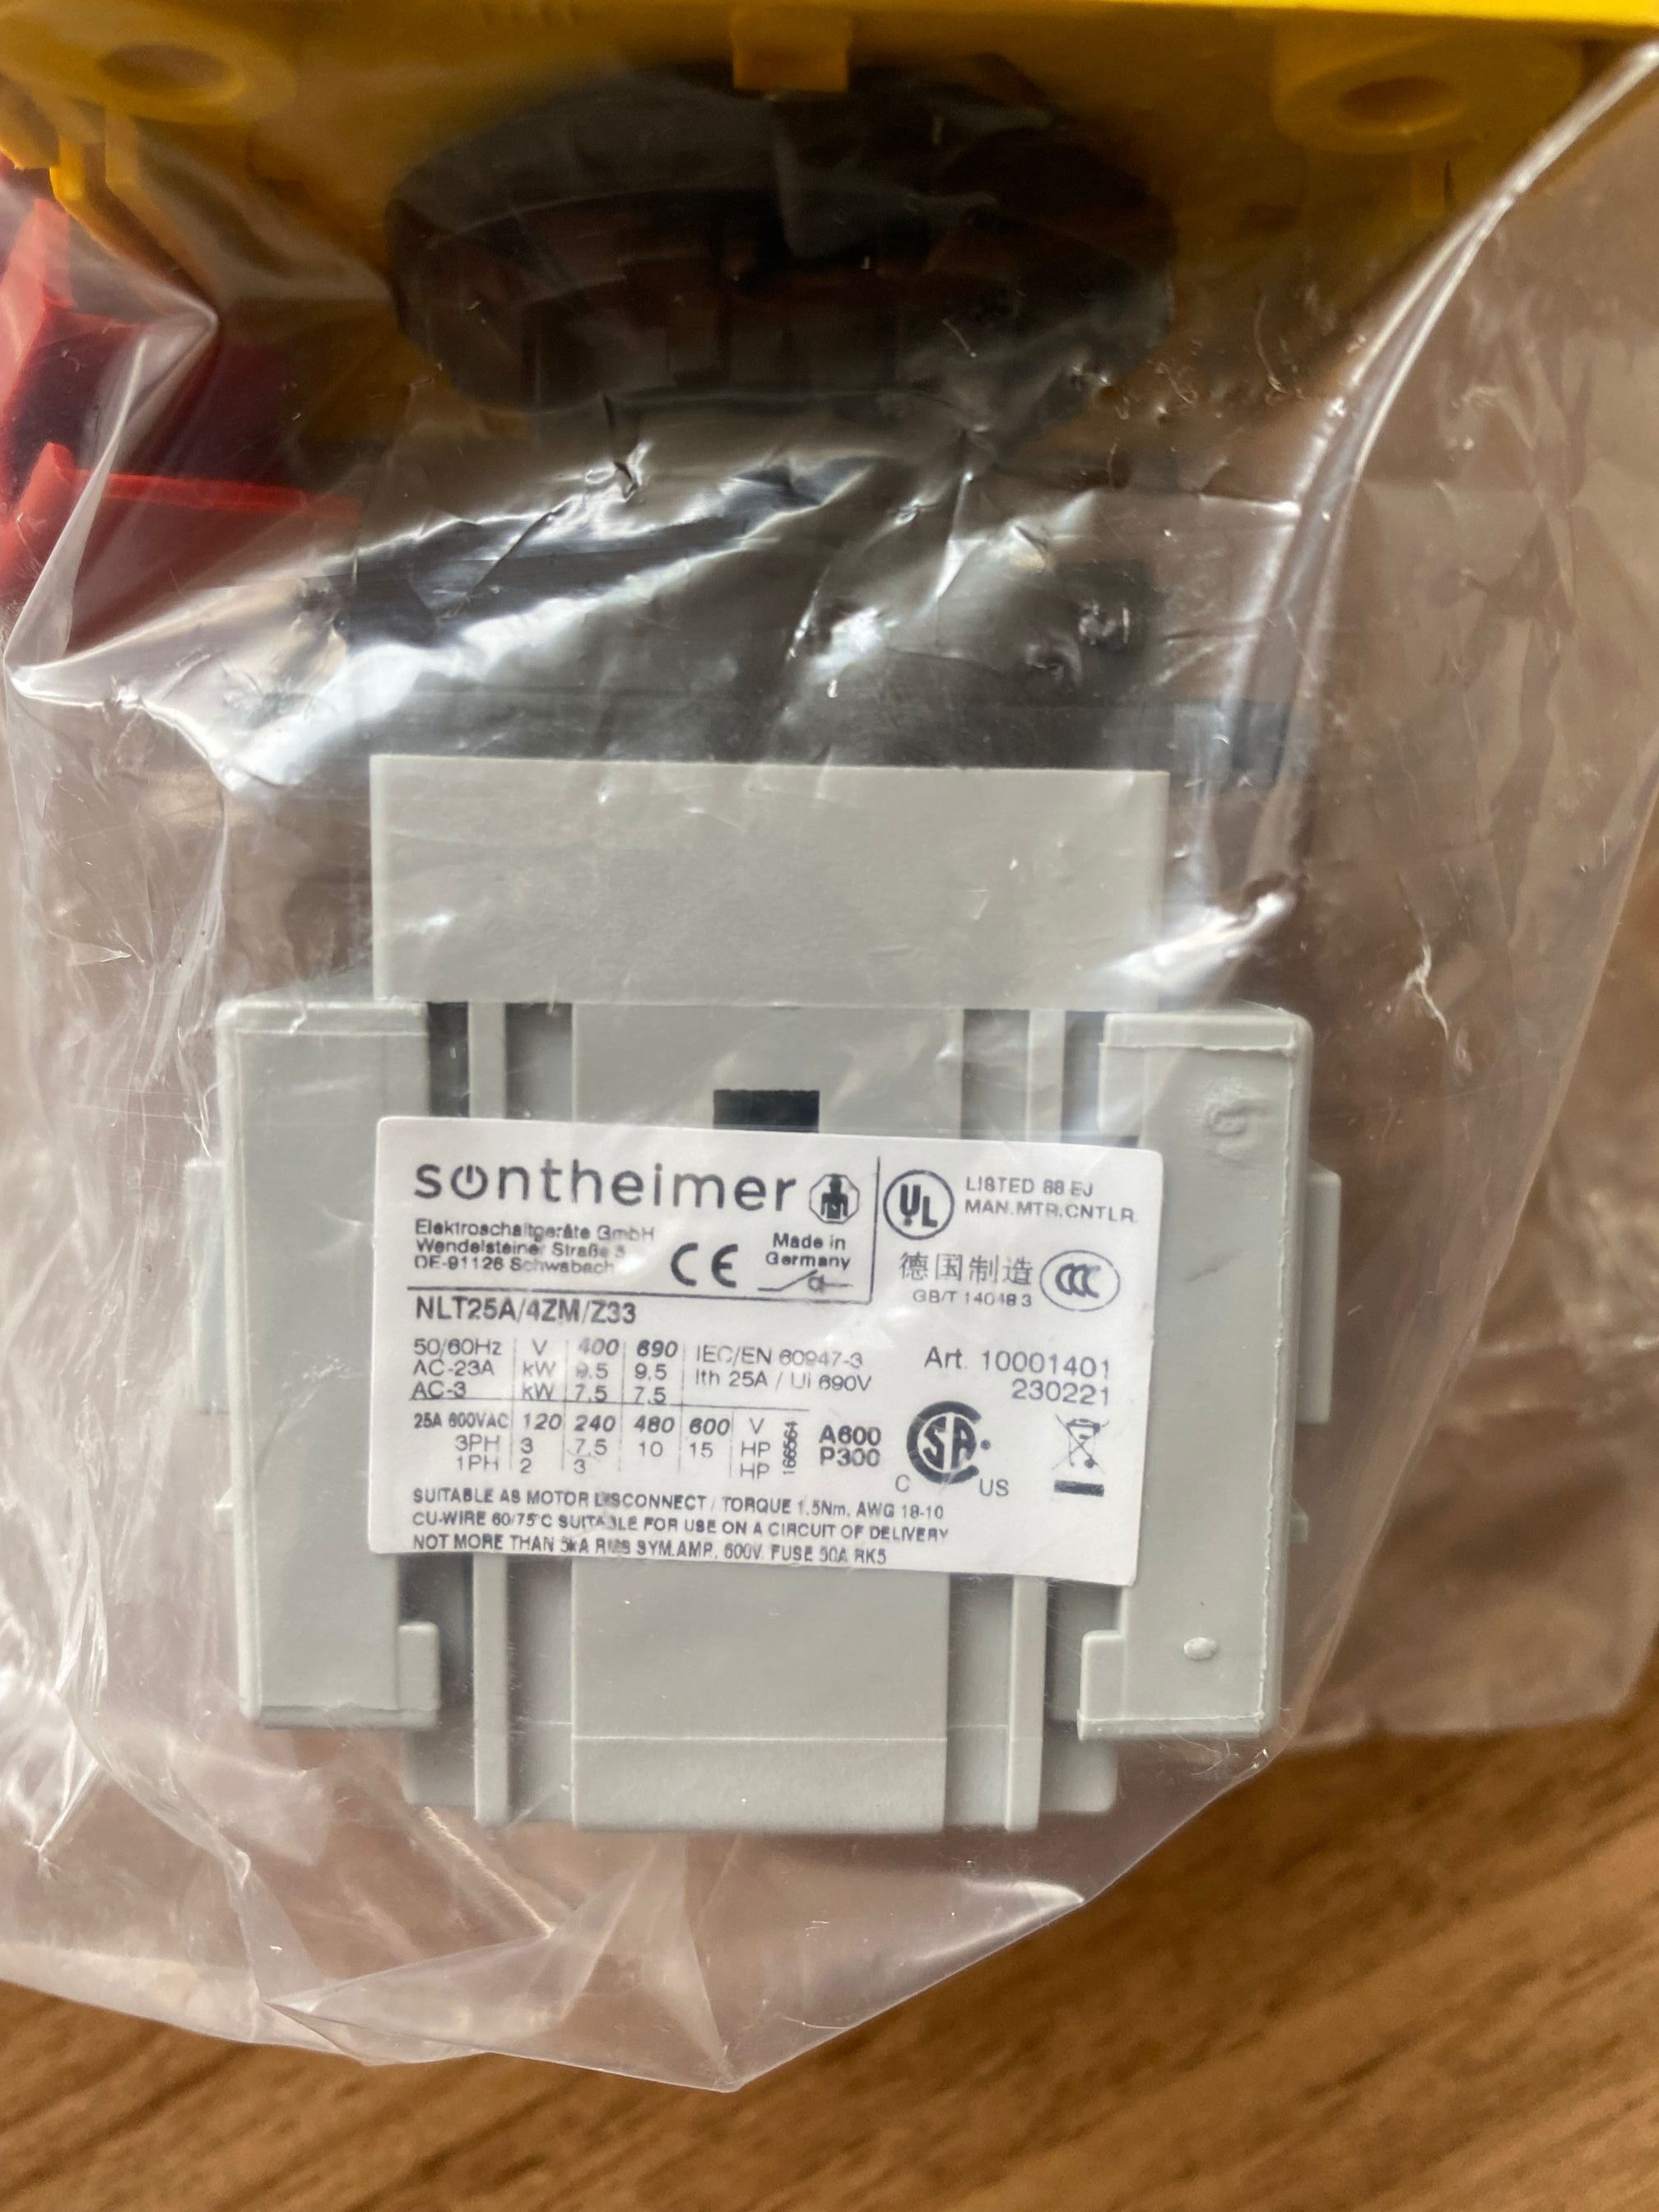 sontheimer
Elektroschaltgeräte GmbH
Wendelsteiner Straße 5
DE-91126 Schwabach
CE
Made in
Germany
UL
LISTED 88 EJ
MAN.MTR.CNTLR.
德国制造
CCC
GB/T 14048.3
NLT25A/4ZM/Z33
50/60Hz V 400 690
AC-23A kW 9.5 9.5
AC-3 kW 7.5 7.5
IEC/EN 60947-3
Ith 25A / Ui 690V
Art. 10001401
230221
25A 600VAC 120 240 480 600 V
3PH 3 7.5 10 15 HP
1PH 2 3 HP
166564
A600
P300
C SA US
SUITABLE AS MOTOR DISCONNECT / TORQUE 1.5Nm, AWG 18-10
CU-WIRE 60/75°C SUITABLE FOR USE ON A CIRCUIT OF DELIVERY
NOT MORE THAN 5kA RMS SYM.AMP. 600V. FUSE 50A RK5